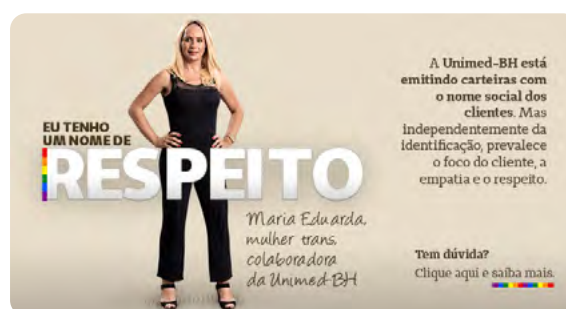 EU TENHO
UM NOME DE
RESPEITO
Maria Eduarda,
mulher trans,
colaboradora
da Unimed-BH
A Unimed-BH está
emitindo carteiras com
o nome social dos
clientes. Mas
independentemente da
identificação, prevalece
o foco do cliente, a
empatia e o respeito.
Tem dúvida?
Clique aqui e saiba mais.